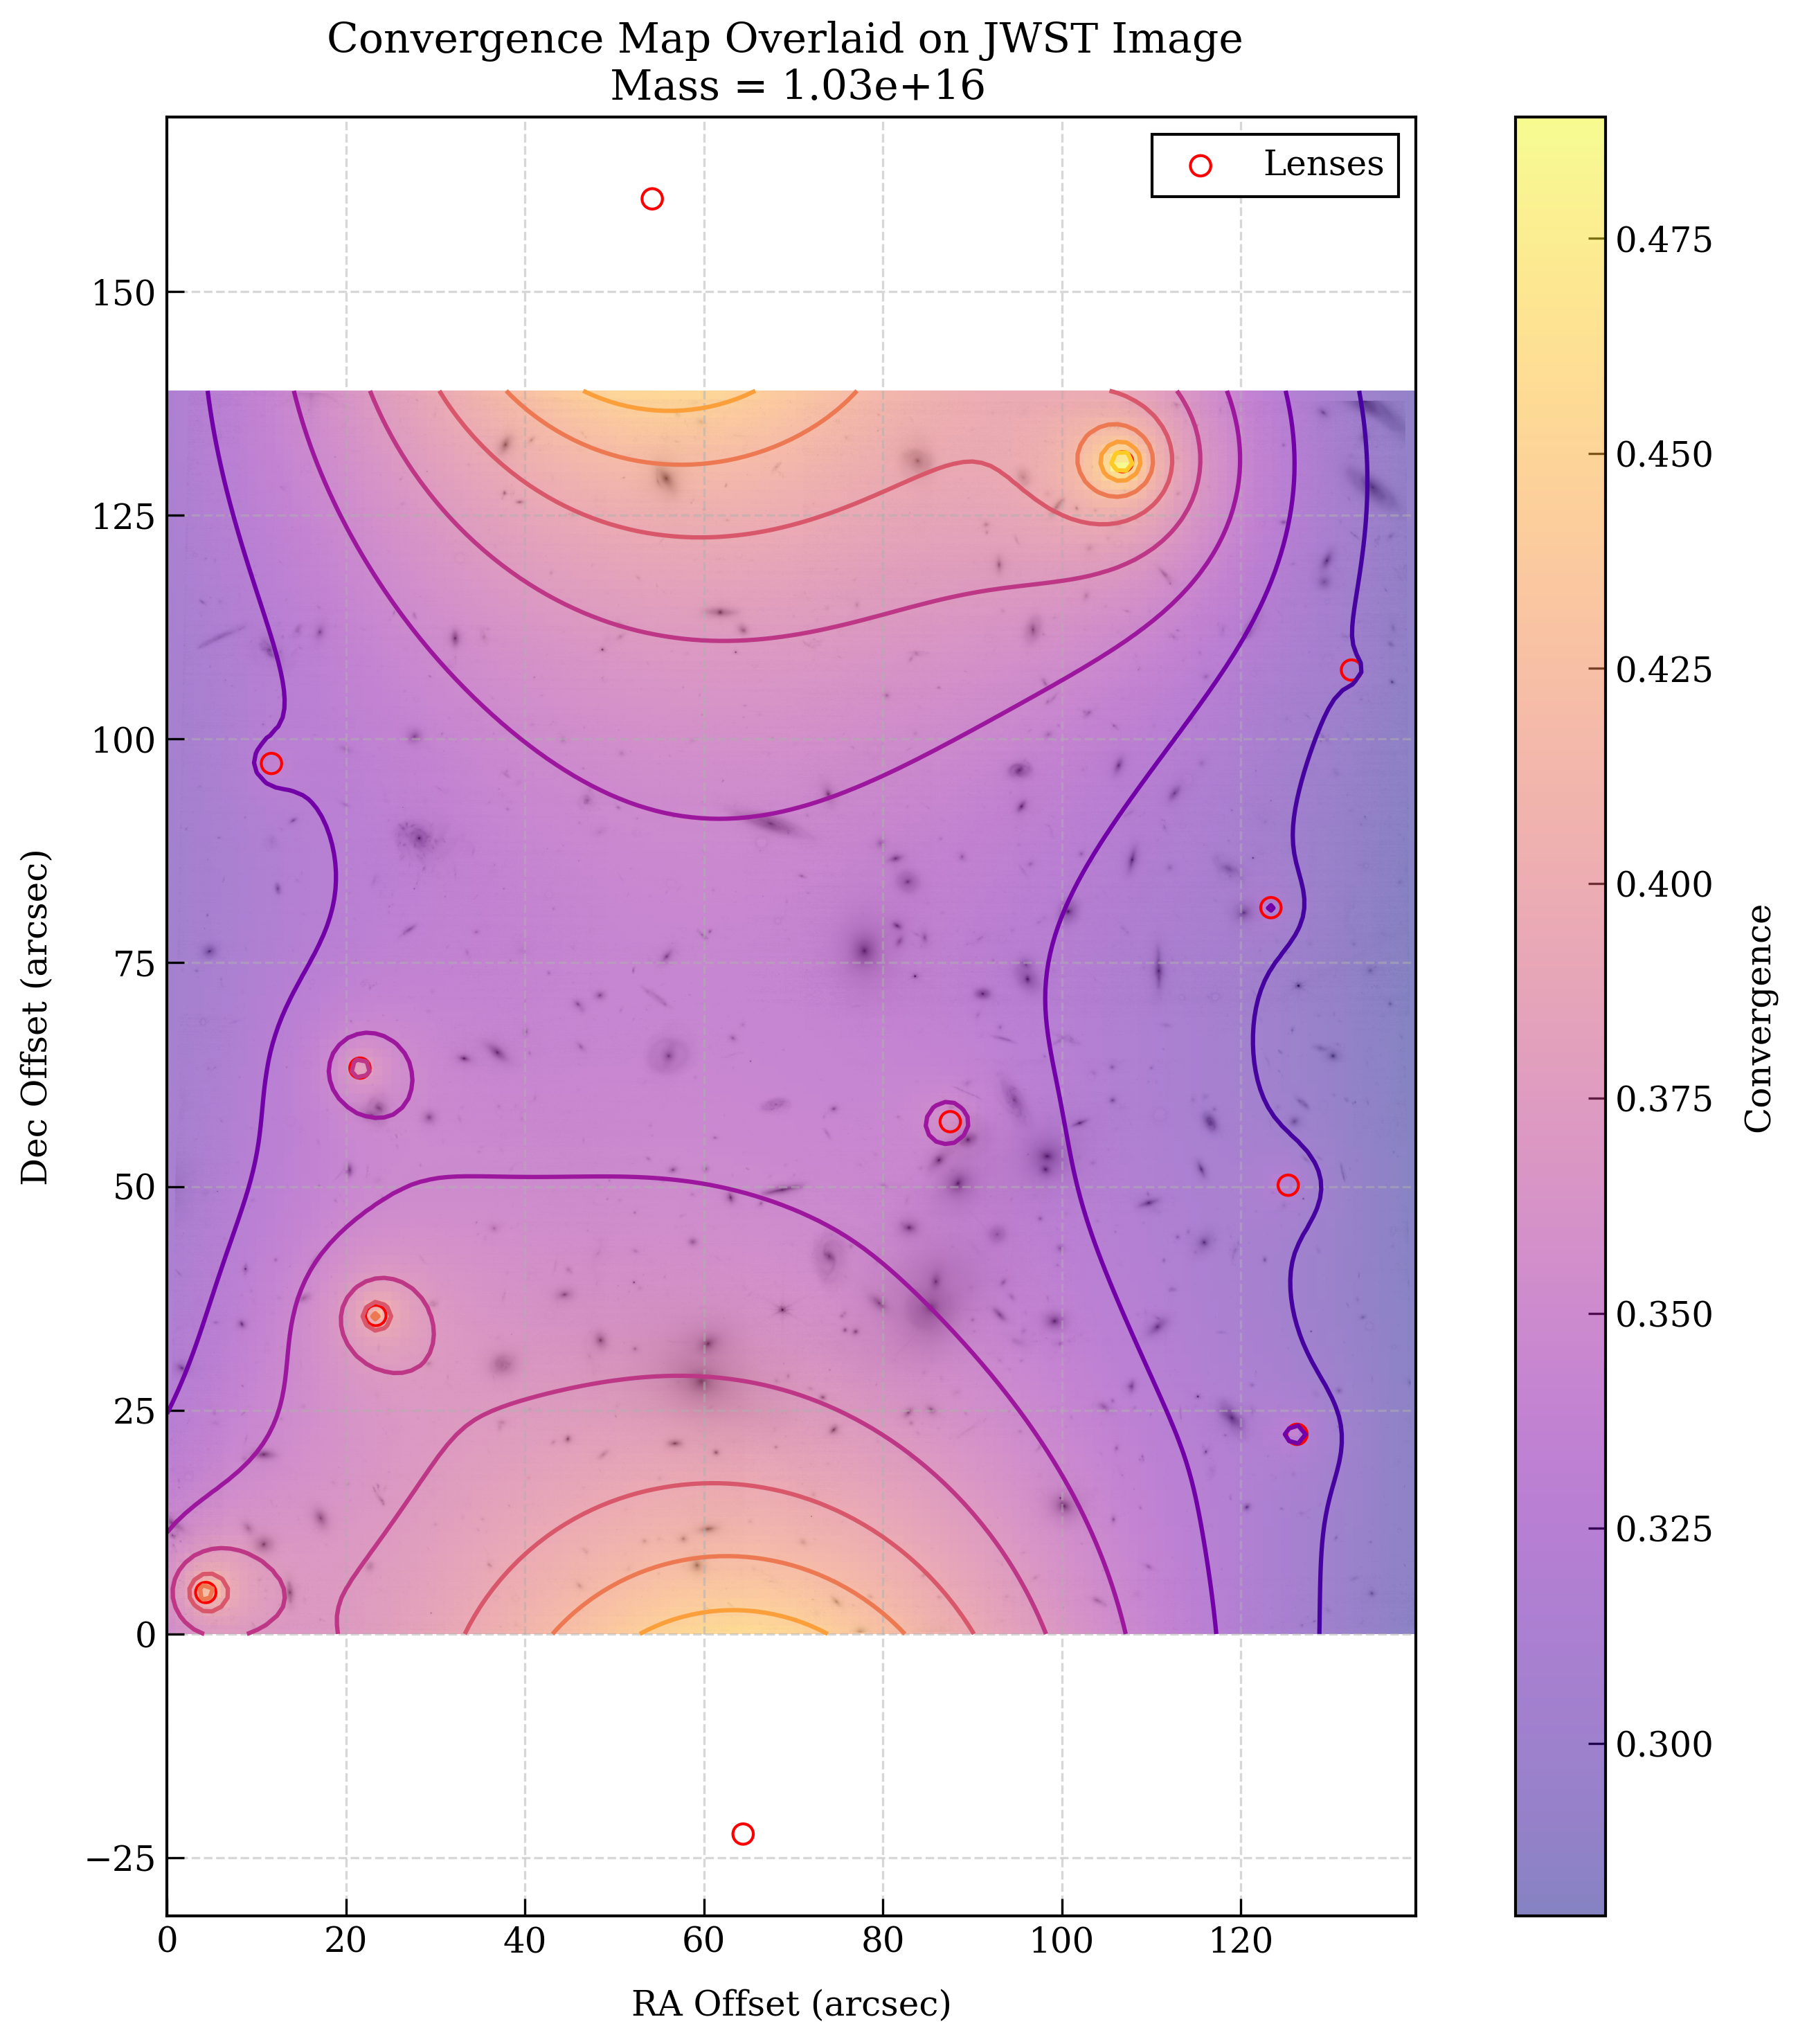 Convergence Map Overlaid on JWST Image
Mass = 1.03e+16
Lenses
150
125
100
75
50
25
0
−25
Dec Offset (arcsec)
0 20 40 60 80 100 120
RA Offset (arcsec)
0.475
0.450
0.425
0.400
0.375
0.350
0.325
0.300
Convergence